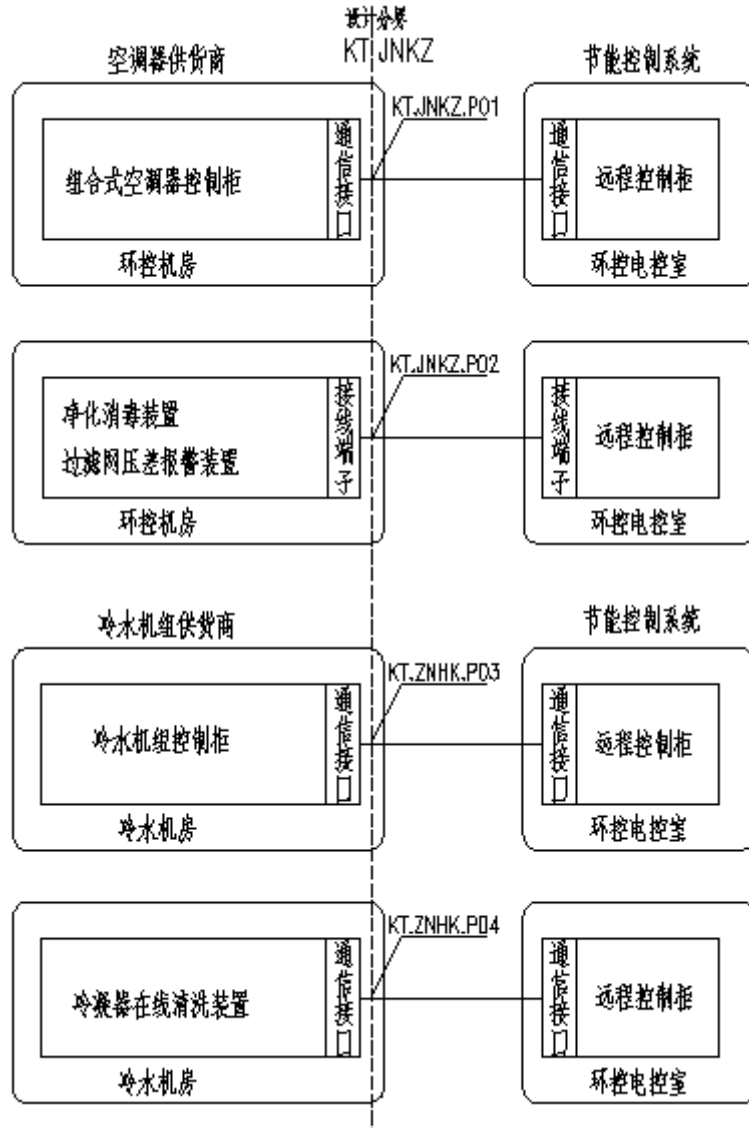 设计分界
KT JNKZ
空调器供货商
节能控制系统
KT.JNKZ.P01
组合式空调器控制柜
通信接口
通信接口
远程控制柜
环控机房
环控电控室
KT.JNKZ.P02
净化消毒装置
过滤网压差报警装置
接线端子
接线端子
远程控制柜
环控机房
环控电控室
冷水机组供货商
节能控制系统
KT.ZNHK.P03
冷水机组控制柜
通信接口
通信接口
远程控制柜
冷水机房
环控电控室
KT.ZNHK.P04
冷凝器在线清洗装置
通信接口
通信接口
远程控制柜
冷水机房
环控电控室